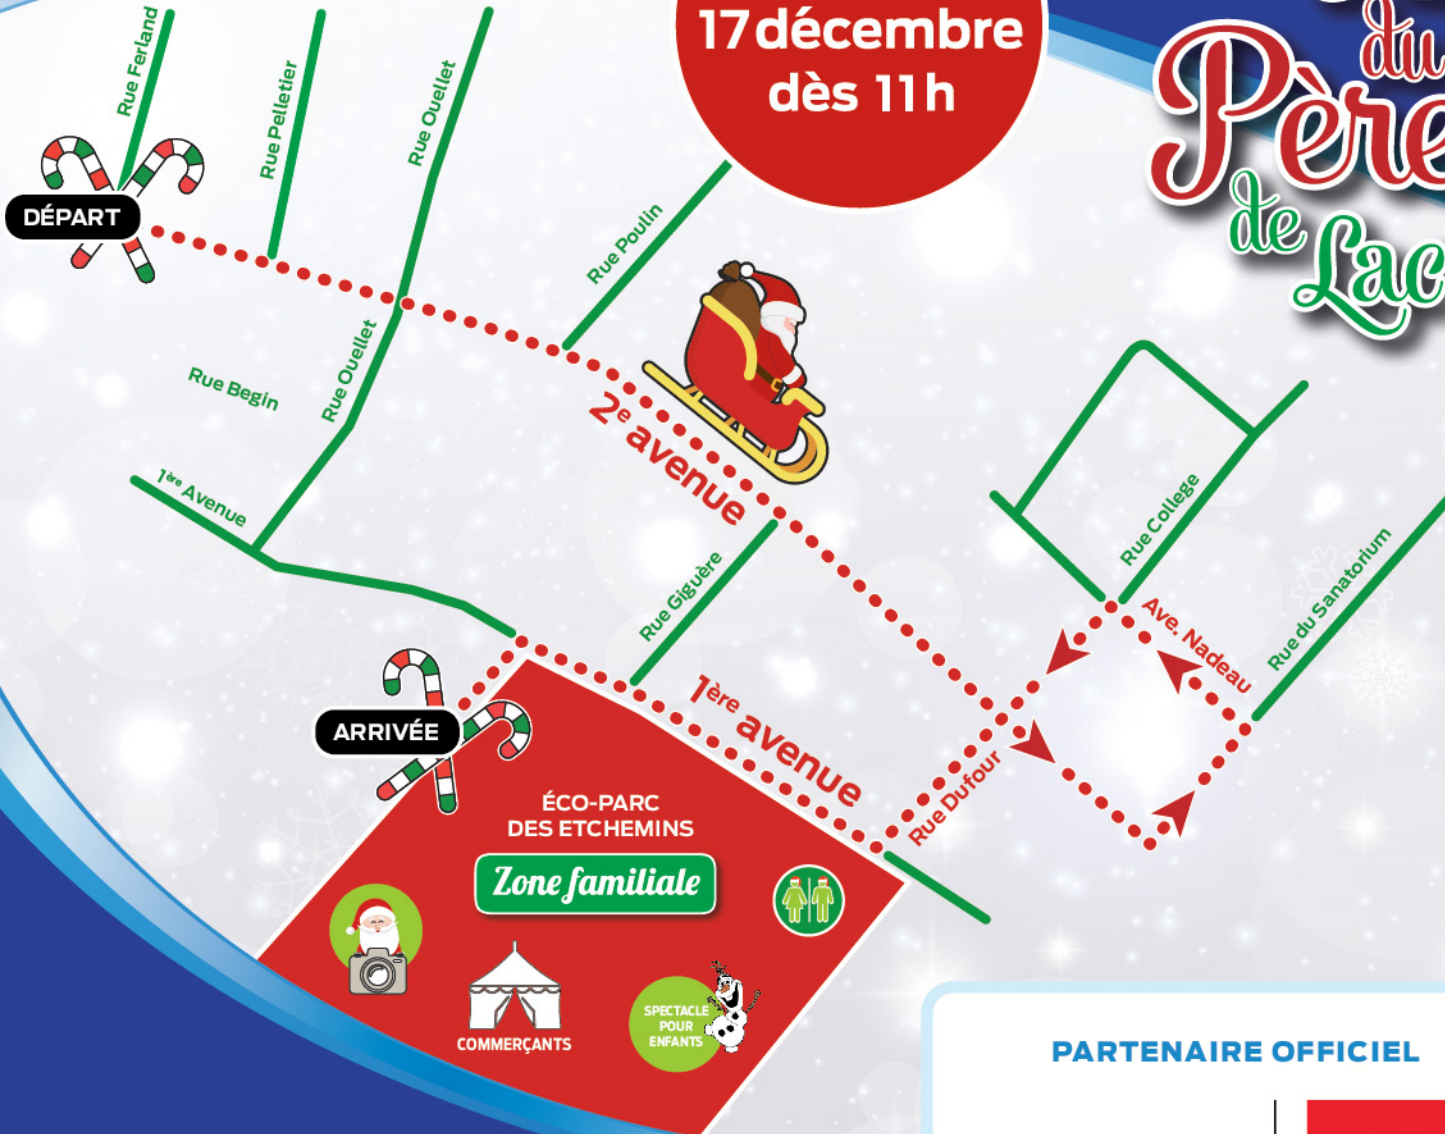 17 décembre
dès 11h
du
Père
de Lac
Rue Ferland
Rue Pelletier
Rue Ouellet
Rue Poulin
DÉPART
Rue Ouellet
Rue Begin
2e avenue
1ère Avenue
Rue College
Rue du Sanatorium
Rue Giguère
Ave. Nadeau
1ère avenue
Rue Dufour
ARRIVÉE
ÉCO-PARC
DES ETCHEMINS
Zone familiale
SPECTACLE
POUR
ENFANTS
COMMERÇANTS
PARTENAIRE OFFICIEL